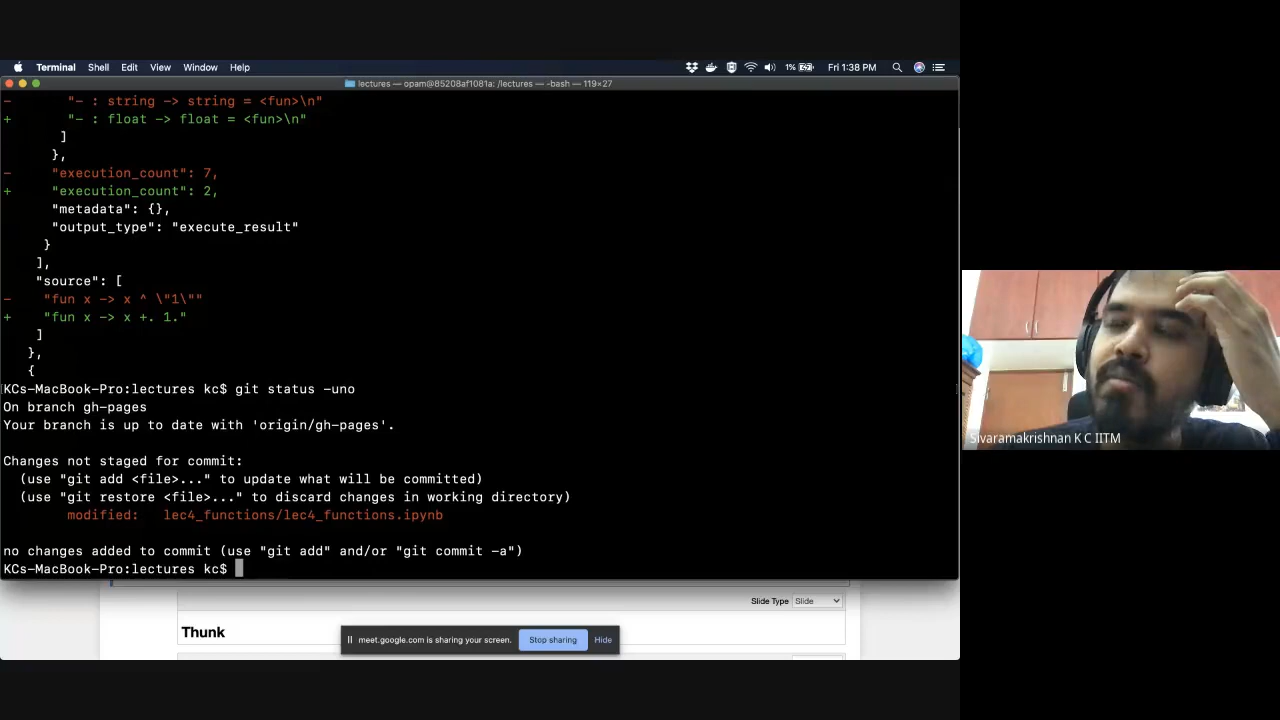 Terminal Shell Edit View Window Help 1% Fri 1:38 PM
lectures — opam@85208af1081a: /lectures — -bash — 119×27
- "- : string -> string = <fun>\n"
+ "- : float -> float = <fun>\n"
]
},
- "execution_count": 7,
+ "execution_count": 2,
"metadata": {},
"output_type": "execute_result"
}
],
"source": [
- "fun x -> x ^ \"1\""
+ "fun x -> x +. 1."
]
},
{
KCs-MacBook-Pro:lectures kc$ git status -uno
On branch gh-pages
Your branch is up to date with 'origin/gh-pages'.
Changes not staged for commit:
(use "git add <file>..." to update what will be committed)
(use "git restore <file>..." to discard changes in working directory)
modified: lec4_functions/lec4_functions.ipynb
no changes added to commit (use "git add" and/or "git commit -a")
KCs-MacBook-Pro:lectures kc$
Slide Type Slide
Thunk
meet.google.com is sharing your screen. Stop sharing Hide
Sivaramakrishnan K C IITM